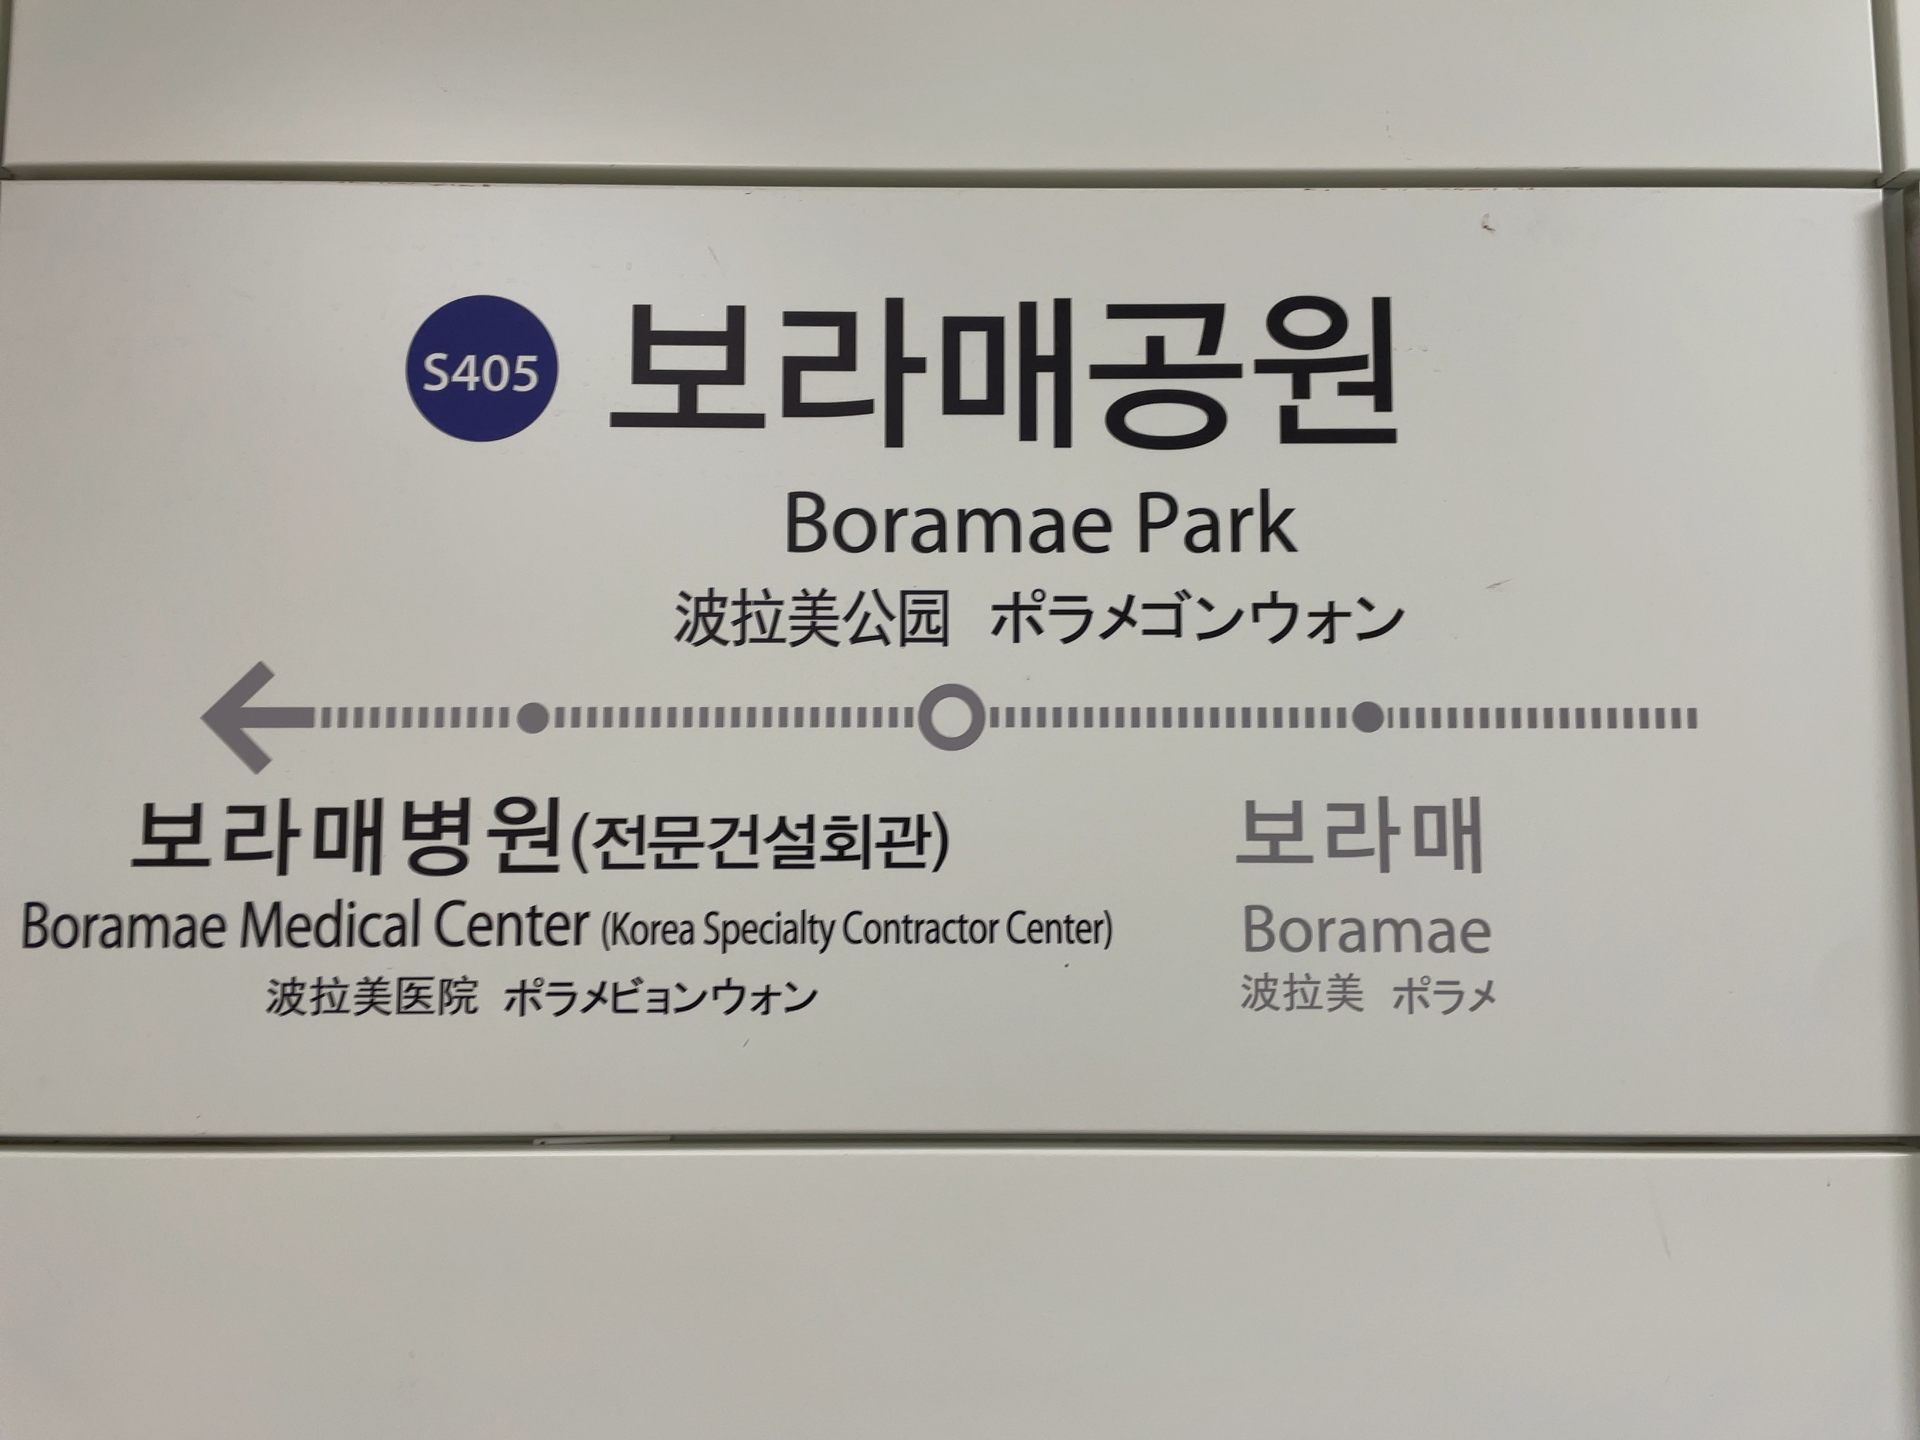 S405 보라매공원
Boramae Park
波拉美公园 ポラメゴンウォン
보라매병원(전문건설회관)
Boramae Medical Center (Korea Specialty Contractor Center)
波拉美医院 ポラメビョンウォン
보라매
Boramae
波拉美 ポラメ